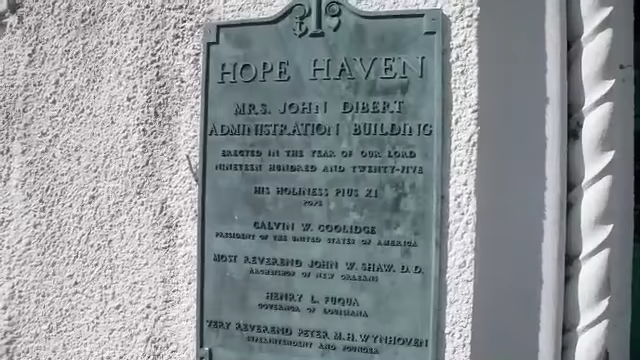 HOPE HAVEN
MRS. JOHN DIBERT
ADMINISTRATION BUILDING
ERECTED IN THE YEAR OF OUR LORD
NINETEEN HUNDRED AND TWENTY-FIVE
HIS HOLINESS PIUS XI
POPE
CALVIN W. COOLIDGE
PRESIDENT OF THE UNITED STATES OF AMERICA
MOST REVEREND JOHN W. SHAW. D.D.
ARCHBISHOP OF NEW ORLEANS
HENRY L. FUQUA
GOVERNOR OF LOUISIANA
VERY REVEREND PETER M.H. WYNHOVEN
SUPERINTENDENT AND FOUNDER